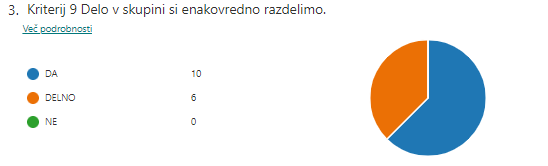 3. Kriterij 9 Delo v skupini si enakovredno razdelimo.
Več podrobnosti
DA 10
DELNO 6
NE 0